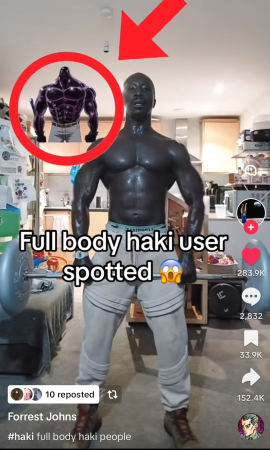 Full body haki user
spotted 😱
283.9K
2,832
33.9K
152.4K
10 reposted
Forrest Johns
#haki full body haki people